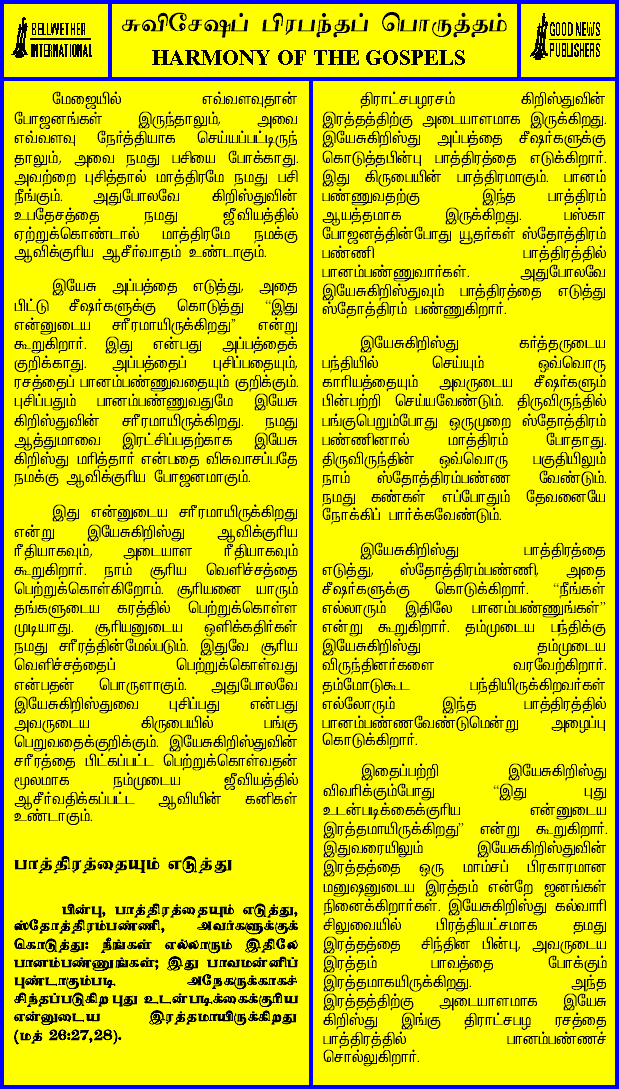 BELLWETHER
INTERNATIONAL
சுவிசேஷப் பிரபந்தப் பொருத்தம்
HARMONY OF THE GOSPELS
GOOD NEWS
PUBLISHERS
மேஜையில் எவ்வளவுதான்
போஜனங்கள் இருந்தாலும், அவை
எவ்வளவு நேர்த்தியாக செய்யப்பட்டிருந்
தாலும், அவை நமது பசியை போக்காது.
அவற்றை புசித்தால் மாத்திரமே நமது பசி
நீங்கும். அதுபோலவே கிறிஸ்துவின்
உபதேசத்தை நமது ஜீவியத்தில்
ஏற்றுக்கொண்டால் மாத்திரமே நமக்கு
ஆவிக்குரிய ஆசீர்வாதம் உண்டாகும்.
இயேசு அப்பத்தை எடுத்து, அதை
பிட்டு சீஷர்களுக்கு கொடுத்து “இது
என்னுடைய சரீரமாயிருக்கிறது” என்று
கூறுகிறார். இது என்பது அப்பத்தைக்
குறிக்காது. அப்பத்தைப் புசிப்பதையும்,
ரசத்தைப் பானம்பண்ணுவதையும் குறிக்கும்.
புசிப்பதும் பானம்பண்ணுவதுமே இயேசு
கிறிஸ்துவின் சரீரமாயிருக்கிறது. நமது
ஆத்துமாவை இரட்சிப்பதற்காக இயேசு
கிறிஸ்து மரித்தார் என்பதை விசுவாசப்பதே
நமக்கு ஆவிக்குரிய போஜனமாகும்.
இது என்னுடைய சரீரமாயிருக்கிறது
என்று இயேசுகிறிஸ்து ஆவிக்குரிய
ரீதியாகவும், அடையாள ரீதியாகவும்
கூறுகிறார். நாம் சூரிய வெளிச்சத்தை
பெற்றுக்கொள்கிறோம். சூரியனை யாரும்
தங்களுடைய கரத்தில் பெற்றுக்கொள்ள
முடியாது. சூரியனுடைய ஒளிக்கதிர்கள்
நமது சரீரத்தின்மேல்படும். இதுவே சூரிய
வெளிச்சத்தைப் பெற்றுக்கொள்வது
என்பதன் பொருளாகும். அதுபோலவே
இயேசுகிறிஸ்துவை புசிப்பது என்பது
அவருடைய கிருபையில் பங்கு
பெறுவதைக்குறிக்கும். இயேசுகிறிஸ்துவின்
சரீரத்தை பிட்கப்பட்ட பெற்றுக்கொள்வதன்
மூலமாக நம்முடைய ஜீவியத்தில்
ஆசீர்வதிக்கப்பட்ட ஆவியின் கனிகள்
உண்டாகும்.
பாத்திரத்தையும் எடுத்து
பின்பு, பாத்திரத்தையும் எடுத்து,
ஸ்தோத்திரம்பண்ணி, அவர்களுக்குக்
கொடுத்து: நீங்கள் எல்லாரும் இதிலே
பானம்பண்ணுங்கள்; இது பாவமன்னிப்
புண்டாகும்படி அநேகருக்காகச்
சிந்தப்படுகிற புது உடன்படிக்கைக்குரிய
என்னுடைய இரத்தமாயிருக்கிறது
(மத் 26:27,28).
திராட்சபழரசம் கிறிஸ்துவின்
இரத்தத்திற்கு அடையாளமாக இருக்கிறது.
இயேசுகிறிஸ்து அப்பத்தை சீஷர்களுக்கு
கொடுத்தபின்பு பாத்திரத்தை எடுக்கிறார்.
இது கிருபையின் பாத்திரமாகும். பானம்
பண்ணுவதற்கு இந்த பாத்திரம்
ஆயத்தமாக இருக்கிறது. பஸ்கா
போஜனத்தின்போது யூதர்கள் ஸ்தோத்திரம்
பண்ணி பாத்திரத்தில்
பானம்பண்ணுவார்கள். அதுபோலவே
இயேசுகிறிஸ்துவும் பாத்திரத்தை எடுத்து
ஸ்தோத்திரம் பண்ணுகிறார்.
இயேசுகிறிஸ்து கர்த்தருடைய
பந்தியில் செய்யும் ஒவ்வொரு
காரியத்தையும் அவருடைய சீஷர்களும்
பின்பற்றி செய்யவேண்டும். திருவிருந்தில்
பங்குபெறும்போது ஒருமுறை ஸ்தோத்திரம்
பண்ணினால் மாத்திரம் போதாது.
திருவிருந்தின் ஒவ்வொரு பகுதியிலும்
நாம் ஸ்தோத்திரம்பண்ண வேண்டும்.
நமது கண்கள் எப்போதும் தேவனையே
நோக்கிப் பார்க்கவேண்டும்.
இயேசுகிறிஸ்து பாத்திரத்தை
எடுத்து, ஸ்தோத்திரம்பண்ணி, அதை
சீஷர்களுக்கு கொடுக்கிறார். “நீங்கள்
எல்லாரும் இதிலே பானம்பண்ணுங்கள்”
என்று கூறுகிறார். தம்முடைய பந்திக்கு
இயேசுகிறிஸ்து தம்முடைய
விருந்தினர்களை வரவேற்கிறார்.
தம்மோடுகூட பந்தியிருக்கிறவர்கள்
எல்லோரும் இந்த பாத்திரத்தில்
பானம்பண்ணவேண்டுமென்று அழைப்பு
கொடுக்கிறார்.
இதைப்பற்றி இயேசுகிறிஸ்து
விவரிக்கும்போது “இது புது
உடன்படிக்கைக்குரிய என்னுடைய
இரத்தமாயிருக்கிறது” என்று கூறுகிறார்.
இதுவரையிலும் இயேசுகிறிஸ்துவின்
இரத்தத்தை ஒரு மாம்சப் பிரகாரமான
மனுஷனுடைய இரத்தம் என்றே ஜனங்கள்
நினைக்கிறார்கள். இயேசுகிறிஸ்து கல்வாரி
சிலுவையில் பிரத்தியட்சமாக தமது
இரத்தத்தை சிந்தின பின்பு, அவருடைய
இரத்தம் பாவத்தை போக்கும்
இரத்தமாகயிருக்கிறது. அந்த
இரத்தத்திற்கு அடையாளமாக இயேசு
கிறிஸ்து இங்கு திராட்சபழ ரசத்தை
பாத்திரத்தில் பானம்பண்ணச்
சொல்லுகிறார்.